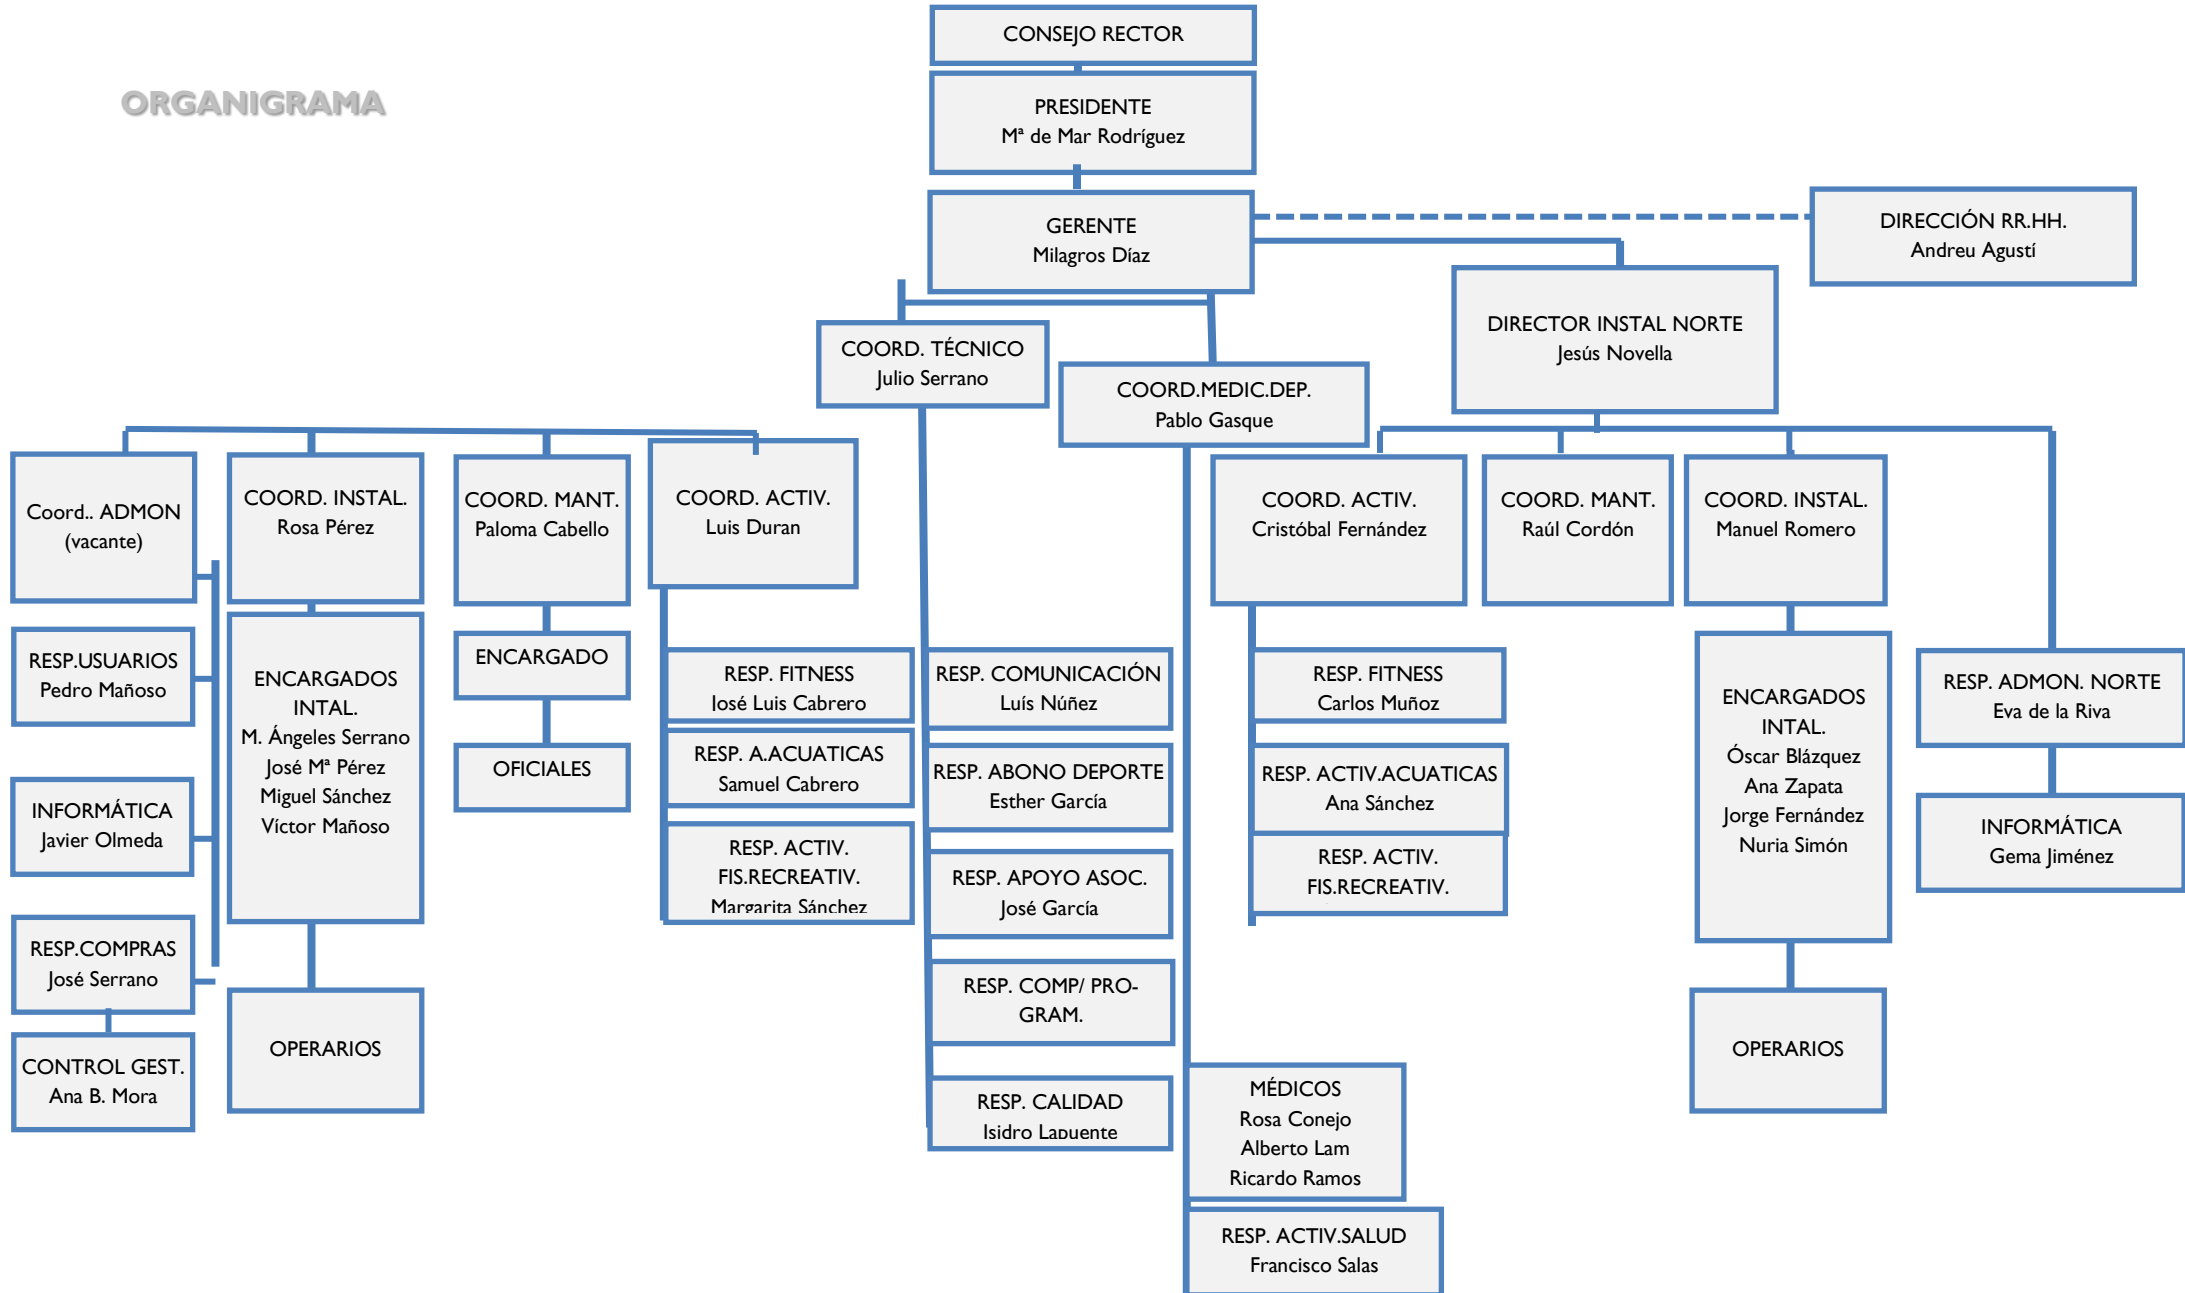 CONSEJO RECTOR
ORGANIGRAMA
PRESIDENTE
Mª de Mar Rodríguez
GERENTE
Milagros Díaz
DIRECCIÓN RR.HH.
Andreu Agustí
DIRECTOR INSTAL NORTE
Jesús Novella
COORD. TÉCNICO
Julio Serrano
COORD.MEDIC.DEP.
Pablo Gasque
Coord.. ADMON
(vacante)
COORD. INSTAL.
Rosa Pérez
COORD. MANT.
Paloma Cabello
COORD. ACTIV.
Luis Duran
COORD. ACTIV.
Cristóbal Fernández
COORD. MANT.
Raúl Cordón
COORD. INSTAL.
Manuel Romero
RESP.USUARIOS
Pedro Mañoso
INFORMÁTICA
Javier Olmeda
RESP.COMPRAS
José Serrano
CONTROL GEST.
Ana B. Mora
ENCARGADOS
INTAL.
M. Ángeles Serrano
José Mª Pérez
Miguel Sánchez
Víctor Mañoso
OPERARIOS
ENCARGADO
OFICIALES
RESP. FITNESS
José Luis Cabrero
RESP. A.ACUATICAS
Samuel Cabrero
RESP. ACTIV.
FIS.RECREATIV.
Margarita Sánchez
RESP. COMUNICACIÓN
Luís Núñez
RESP. ABONO DEPORTE
Esther García
RESP. APOYO ASOC.
José García
RESP. COMP/ PRO-
GRAM.
RESP. CALIDAD
Isidro Lapuente
MÉDICOS
Rosa Conejo
Alberto Lam
Ricardo Ramos
RESP. ACTIV.SALUD
Francisco Salas
RESP. FITNESS
Carlos Muñoz
RESP. ACTIV.ACUATICAS
Ana Sánchez
RESP. ACTIV.
FIS.RECREATIV.
ENCARGADOS
INTAL.
Óscar Blázquez
Ana Zapata
Jorge Fernández
Nuria Simón
OPERARIOS
RESP. ADMON. NORTE
Eva de la Riva
INFORMÁTICA
Gema Jiménez